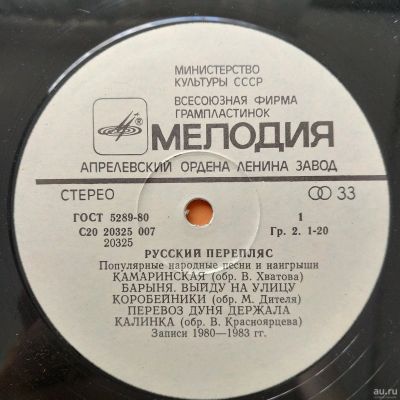 МИНИСТЕРСТВО
КУЛЬТУРЫ СССР
ВСЕСОЮЗНАЯ ФИРМА
ГРАМПЛАСТИНОК
® МЕЛОДИЯ
АПРЕЛЕВСКИЙ ОРДЕНА ЛЕНИНА ЗАВОД
СТЕРЕО 33
ГОСТ 5289-80 1
С20 20325 007 Гр. 2. 1-20
20325
РУССКИЙ ПЕРЕПЛЯС
Популярные народные песни и наигрыши
КАМАРИНСКАЯ (обр. В. Хватова)
БАРЫНЯ. ВЫЙДУ НА УЛИЦУ
КОРОБЕЙНИКИ (обр. М. Дителя)
ПЕРЕВОЗ ДУНЯ ДЕРЖАЛА
КАЛИНКА (обр. В. Красноярцева)
Записи 1980—1983 гг.
au.ru